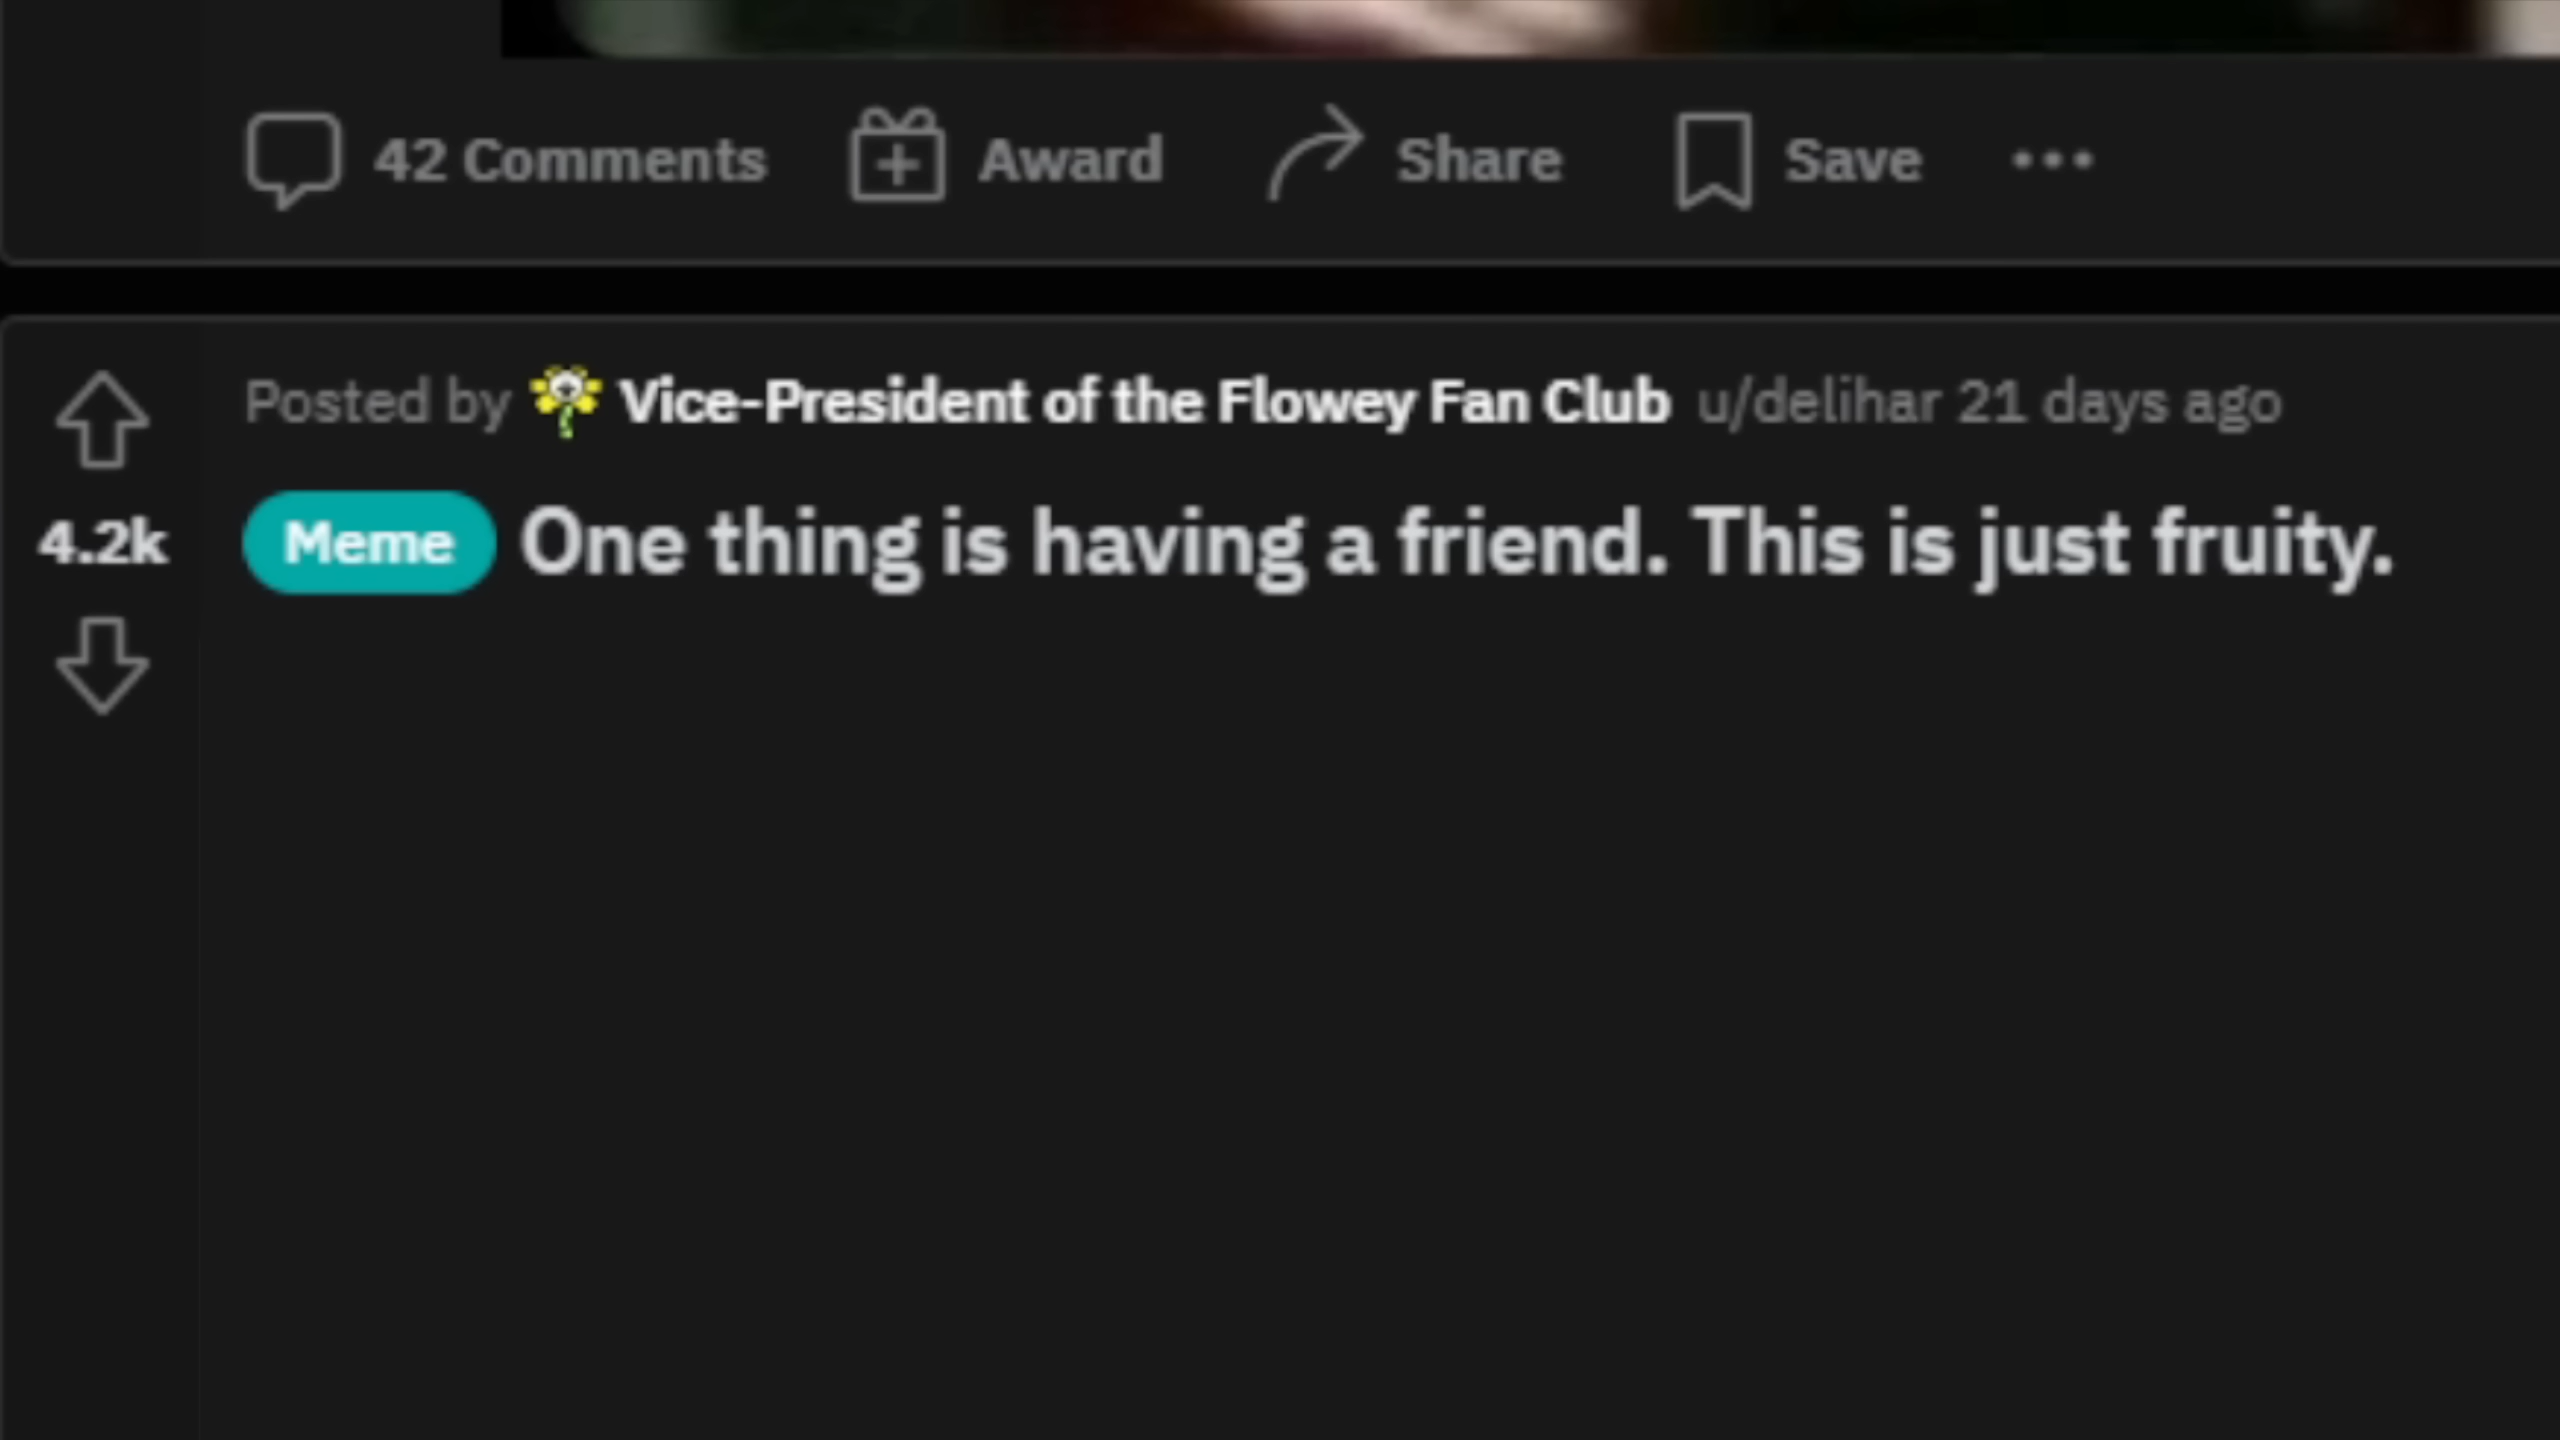 42 Comments Award Share Save
Posted by Vice-President of the Flowey Fan Club u/delihar 21 days ago
4.2k Meme One thing is having a friend. This is just fruity.